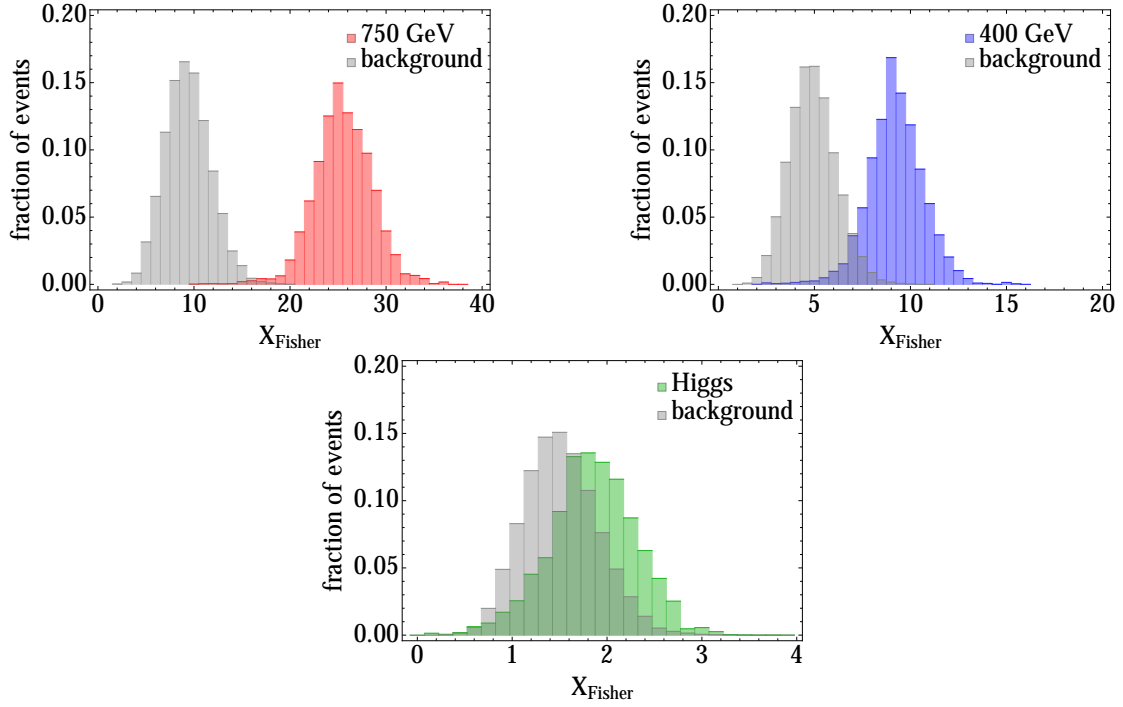 0.20
0.15
0.10
0.05
0.00
fraction of events
750 GeV
background
0 10 20 30 40
X_Fisher
0.20
0.15
0.10
0.05
0.00
fraction of events
400 GeV
background
0 5 10 15 20
X_Fisher
0.20
0.15
0.10
0.05
0.00
fraction of events
Higgs
background
0 1 2 3 4
X_Fisher